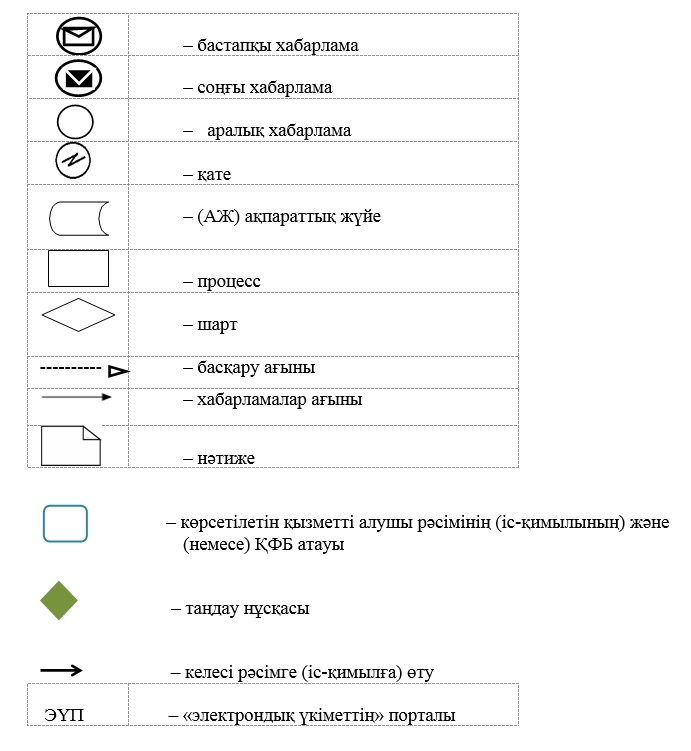 – бастапқы хабарлама
– соңғы хабарлама
– аралық хабарлама
– қате
– (АЖ) ақпараттық жүйе
– процесс
– шарт
– басқару ағыны
– хабарламалар ағыны
– нәтиже
– көрсетілетін қызметті алушы рәсімінің (іс-қимылының) және
(немесе) ҚФБ атауы
– таңдау нұсқасы
– келесі рәсімге (іс-қимылға) өту
ЭҮП – «электрондық үкіметтің» порталы